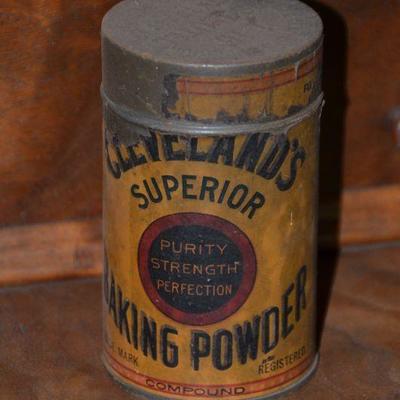 CLEVELAND'S
SUPERIOR
PURITY
STRENGTH
PERFECTION
BAKING POWDER
MARK
REGISTERED
COMPOUND